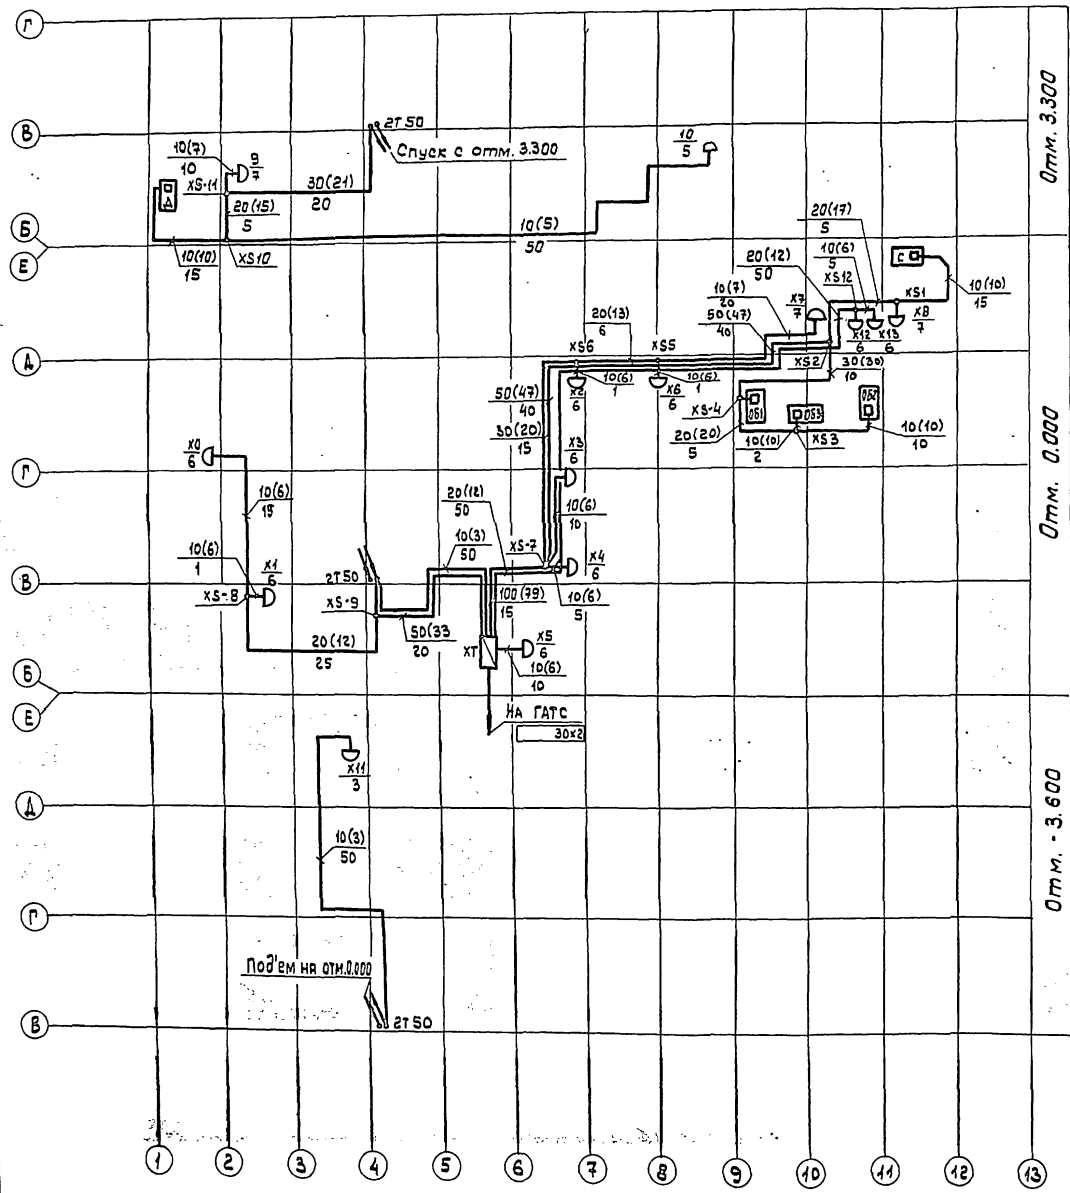 Г
В
2Т50
Спуск с отм. 3.300
10
5
10(7)
10
9
7
XS-11
30(21)
20
20(15)
5
Д
Б
Е
10(5)
50
10(10)
15
XS10
Отм. 3.300
20(17)
5
20(12)
50
10(6)
5
XS12
С
XS1
10(10)
15
10(7)
20
X7
7
50(47)
40
20(13)
6
X12
6
X13
6
X8
7
XS6
XS5
Д
XS2
30(30)
10
10(6)
1
10(6)
1
X2
6
X6
6
50(47)
40
XS-4
ОБ1
ОБ3
ОБ2
30(20)
15
20(20)
5
10(10)
2
XS3
10(10)
10
Отм. 0.000
X0
6
X3
6
Г
10(6)
15
20(12)
50
10(6)
10
10(3)
50
XS-7
10(6)
1
X1
6
2Т50
X4
6
В
XS-8
XS-9
100(79)
15
10(6)
5
20(12)
25
50(33
20
ХТ
X5
6
10(6)
10
Б
Е
На ГАТС
30х2
X11
3
Д
10(3)
50
Отм. - 3.600
Г
Под'ем на отм.0.000
В
2Т50
1
2
3
4
5
6
7
8
9
10
11
12
13